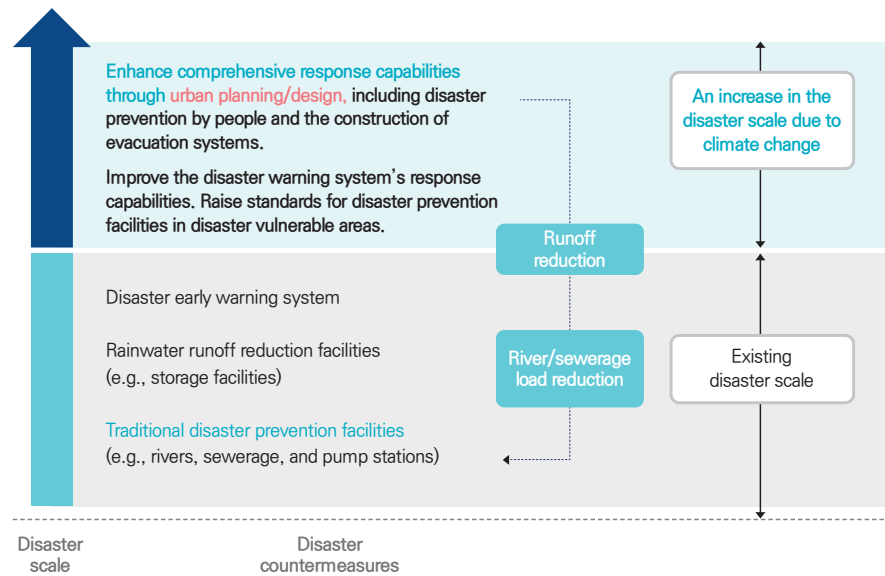 Enhance comprehensive response capabilities
through urban planning/design, including disaster
prevention by people and the construction of
evacuation systems.
Improve the disaster warning system's response
capabilities. Raise standards for disaster prevention
facilities in disaster vulnerable areas.
An increase in the
disaster scale due to
climate change
Runoff
reduction
Disaster early warning system
Rainwater runoff reduction facilities
(e.g., storage facilities)
River/sewerage
load reduction
Existing
disaster scale
Traditional disaster prevention facilities
(e.g., rivers, sewerage, and pump stations)
Disaster
scale
Disaster
countermeasures